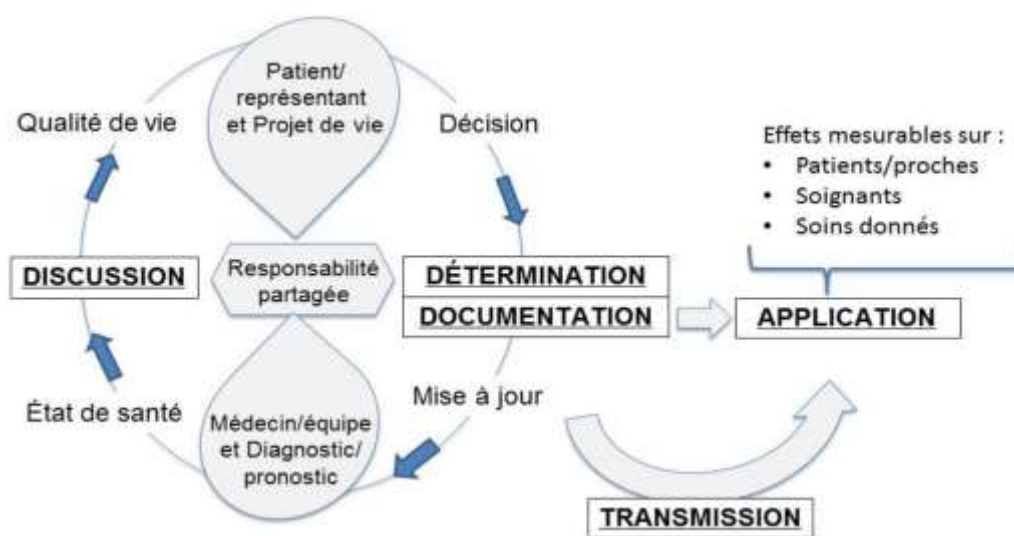 Patient/
représentant
et Projet de vie
Qualité de vie
Décision
Effets mesurables sur :
• Patients/proches
• Soignants
• Soins donnés
DISCUSSION
Responsabilité
partagée
DÉTERMINATION
DOCUMENTATION
APPLICATION
État de santé
Mise à jour
Médecin/équipe
et Diagnostic/
pronostic
TRANSMISSION